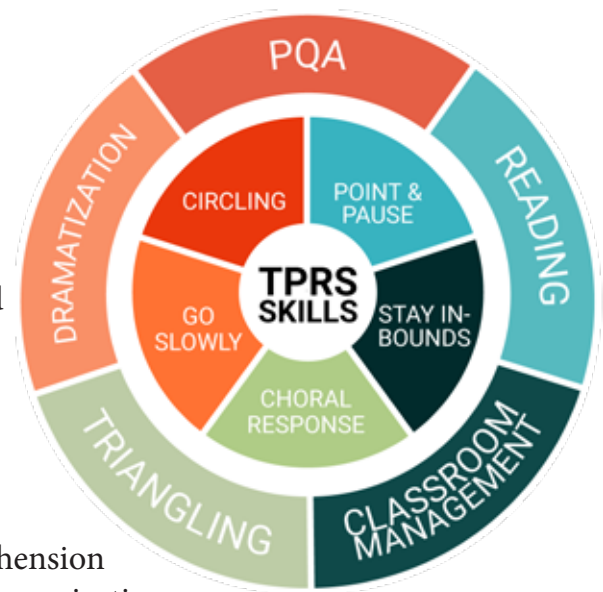 PQA
READING
CLASSROOM
MANAGEMENT
TRIANGLING
DRAMATIZATION
CIRCLING
POINT &
PAUSE
STAY IN-
BOUNDS
CHORAL
RESPONSE
GO
SLOWLY
TPRS
SKILLS